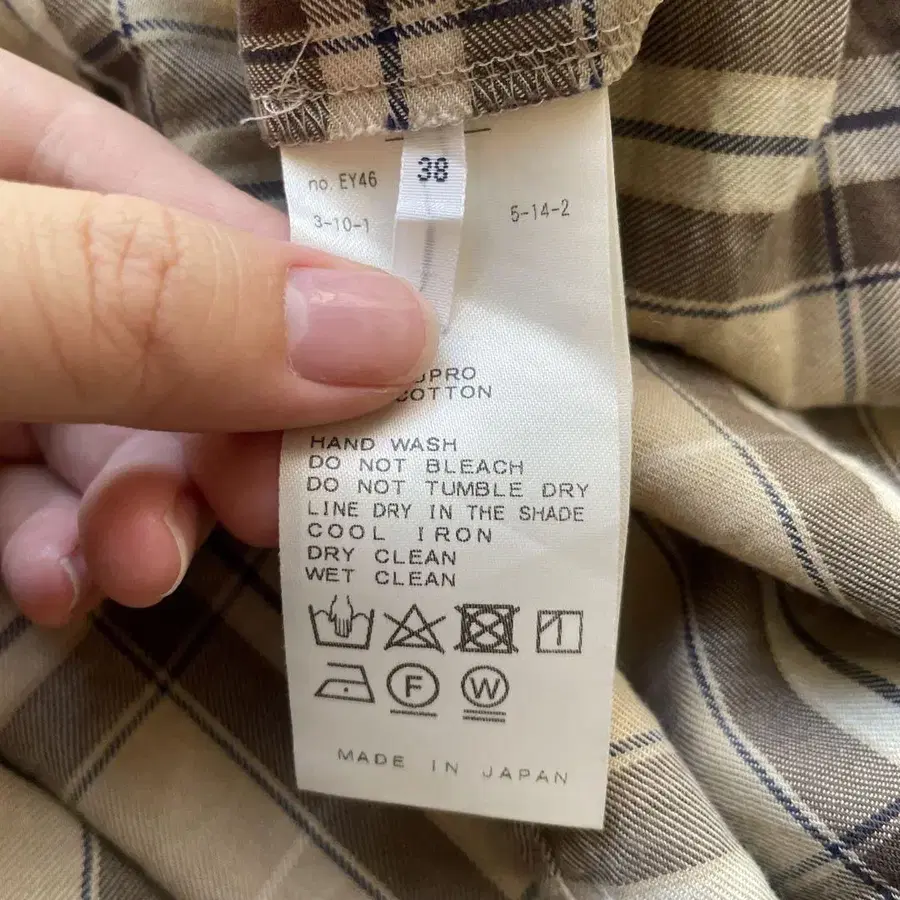 38
no. EY46
3-10-1
5-14-2
COTTON
HAND WASH
DO NOT BLEACH
DO NOT TUMBLE DRY
LINE DRY IN THE SHADE
COOL IRON
DRY CLEAN
WET CLEAN
F W
MADE IN JAPAN